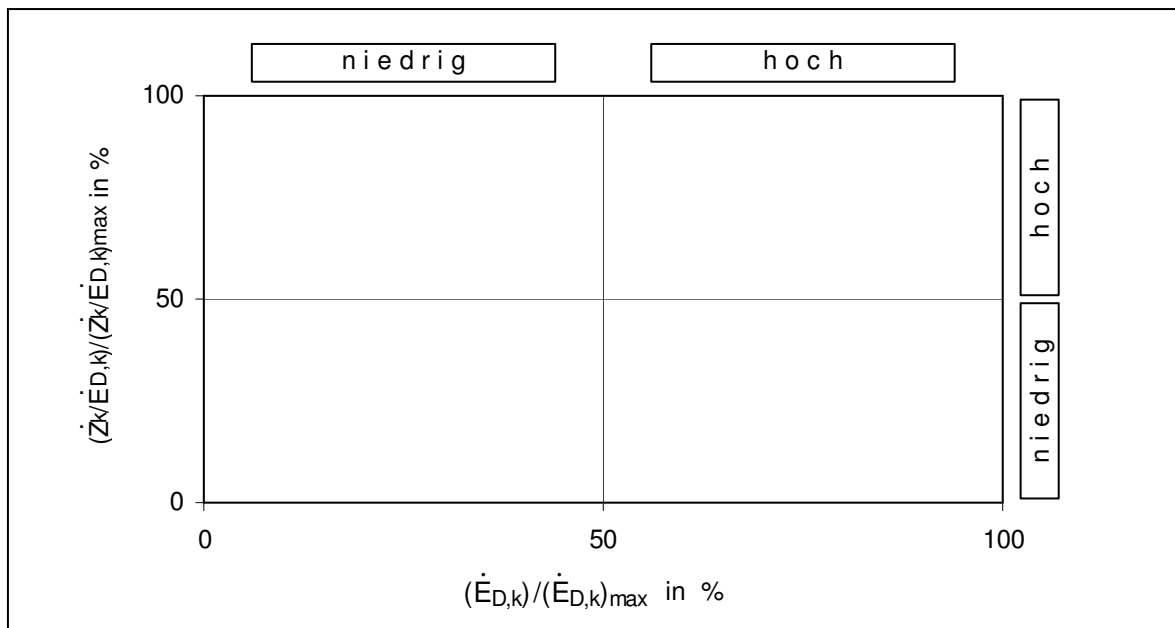 niedrig hoch
100
50
0
(Żk/ĖD,k)/(Żk/ĖD,k)max in %
hoch
niedrig
0 50 100
(ĖD,k)/(ĖD,k)max in %